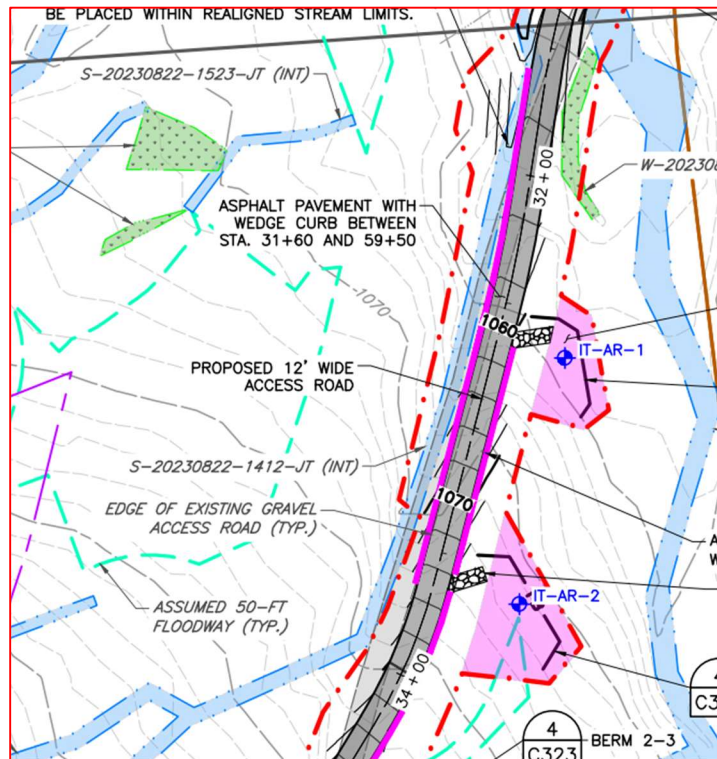 BE PLACED WITHIN REALIGNED STREAM LIMITS.
S-20230822-1523-JT (INT)
32+00
W-20230
ASPHALT PAVEMENT WITH
WEDGE CURB BETWEEN
STA. 31+60 AND 59+50
1070
1060
IT-AR-1
PROPOSED 12' WIDE
ACCESS ROAD
S-20230822-1412-JT (INT)
1070
EDGE OF EXISTING GRAVEL
ACCESS ROAD (TYP.)
A
W
IT-AR-2
ASSUMED 50-FT
FLOODWAY (TYP.)
34+00
C3
4
C323
BERM 2-3